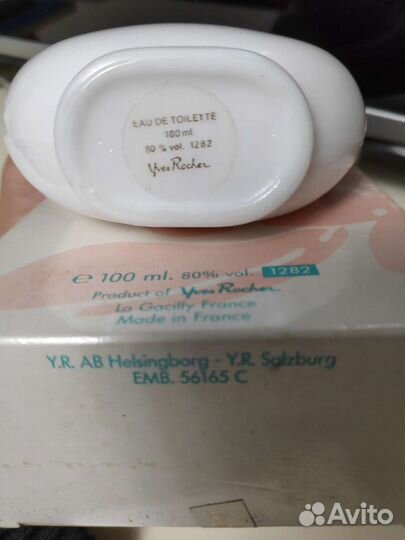 EAU DE TOILETTE
100 ml
80 % vol. 1282
Yves Rocher
e 100 ml. 80% vol. 1282
Product of Yves Rocher
La Gacilly France
Made in France
Y.R. AB Helsingborg - Y.R. Salzburg
EMB. 56165 C
Avito